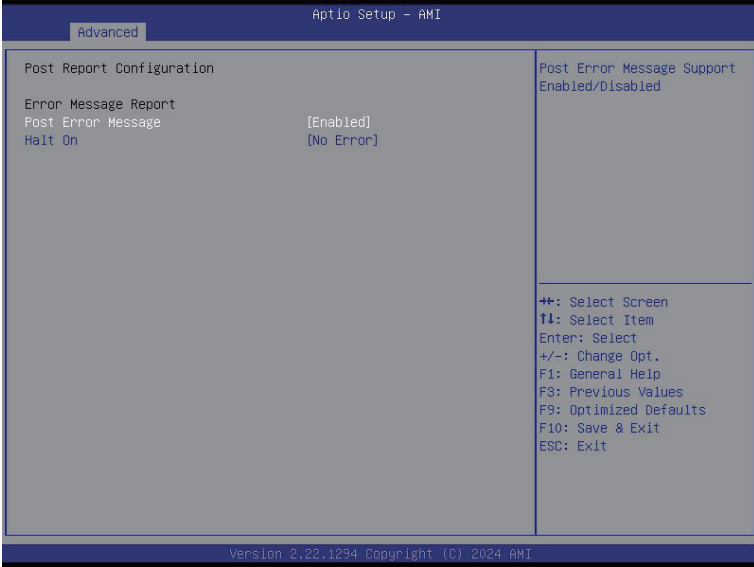 Aptio Setup – AMI
Advanced
Post Report Configuration
Error Message Report
Post Error Message [Enabled]
Halt On [No Error]
Post Error Message Support
Enabled/Disabled
→←: Select Screen
↑↓: Select Item
Enter: Select
+/-: Change Opt.
F1: General Help
F3: Previous Values
F9: Optimized Defaults
F10: Save & Exit
ESC: Exit
Version 2.22.1294 Copyright (C) 2024 AMI